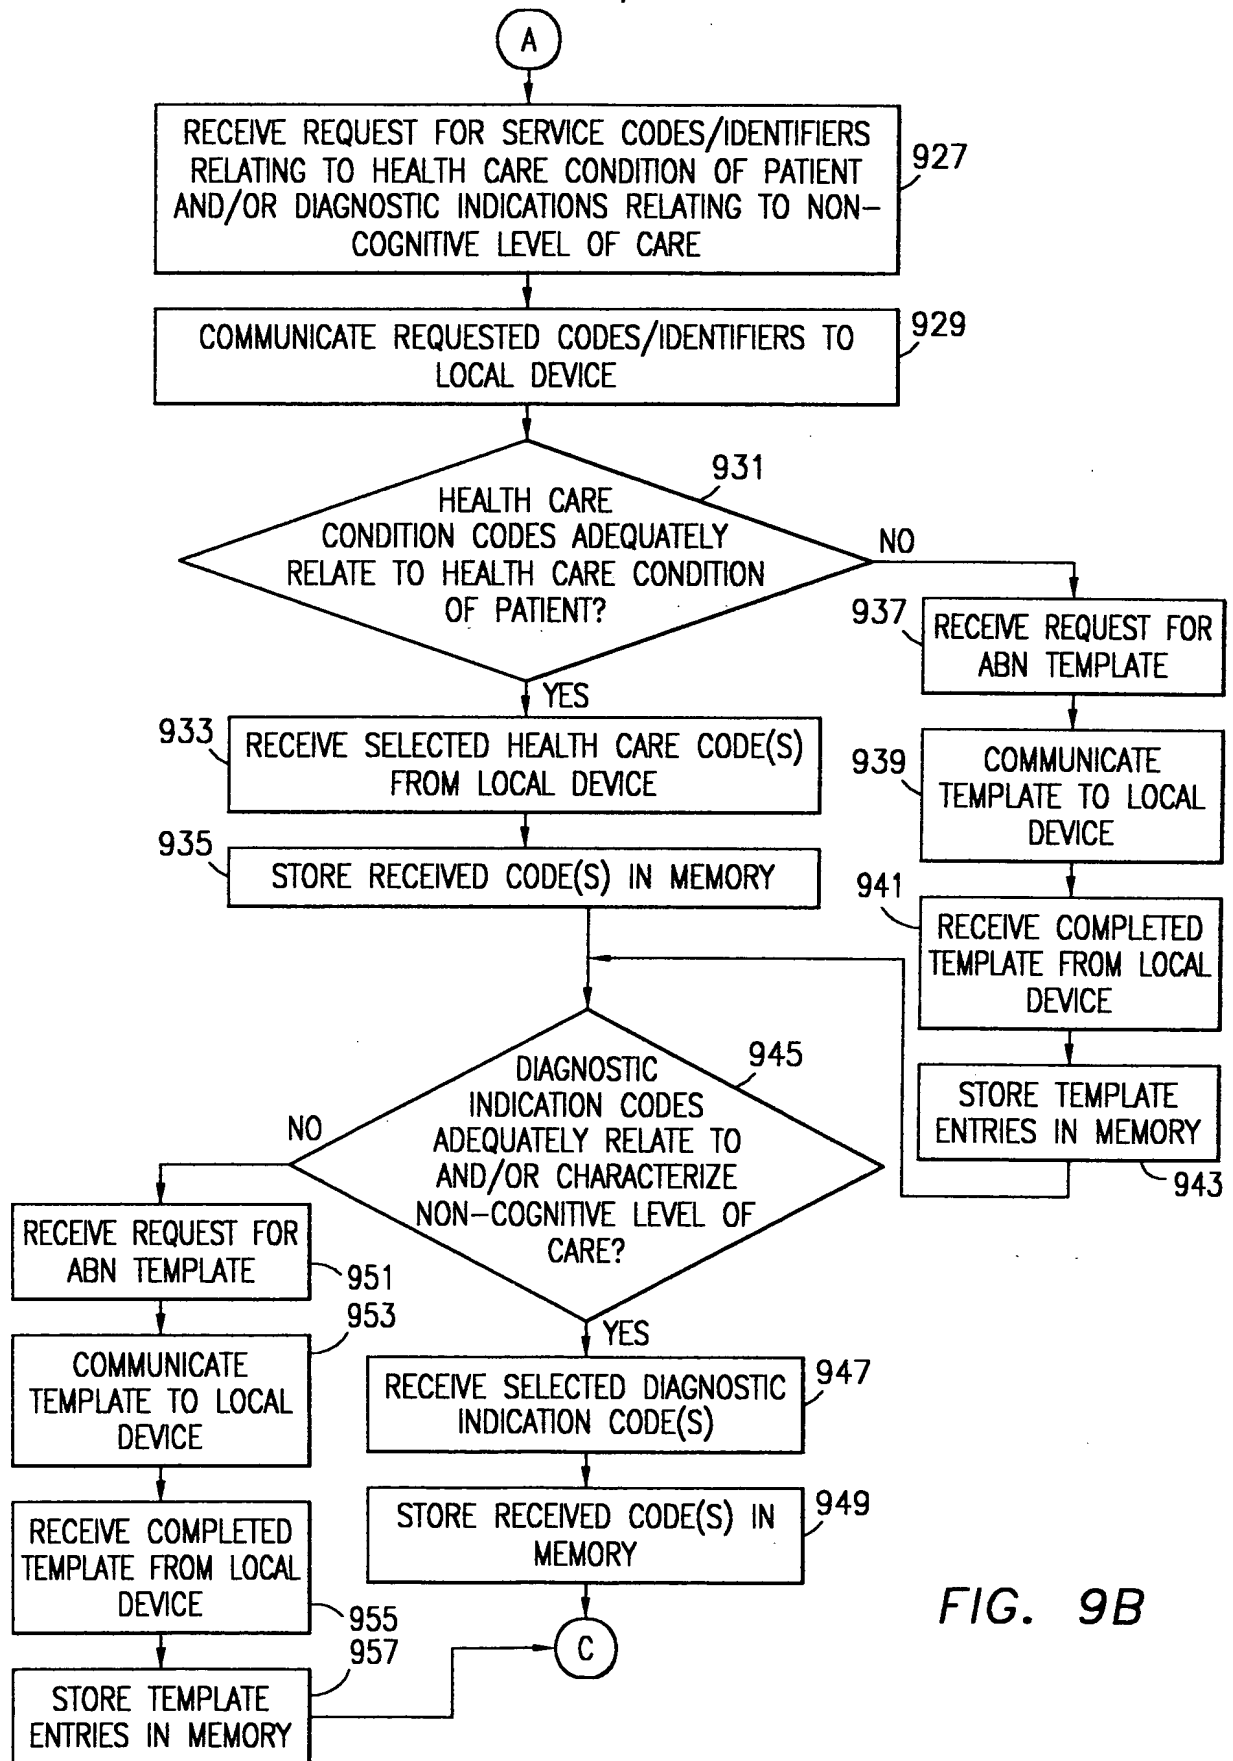 A
RECEIVE REQUEST FOR SERVICE CODES/IDENTIFIERS
RELATING TO HEALTH CARE CONDITION OF PATIENT
AND/OR DIAGNOSTIC INDICATIONS RELATING TO NON-
COGNITIVE LEVEL OF CARE
927
COMMUNICATE REQUESTED CODES/IDENTIFIERS TO
LOCAL DEVICE
929
931
HEALTH CARE
CONDITION CODES ADEQUATELY
RELATE TO HEALTH CARE CONDITION
OF PATIENT?
NO
YES
933
RECEIVE SELECTED HEALTH CARE CODE(S)
FROM LOCAL DEVICE
935
STORE RECEIVED CODE(S) IN MEMORY
937
RECEIVE REQUEST FOR
ABN TEMPLATE
939
COMMUNICATE
TEMPLATE TO LOCAL
DEVICE
941
RECEIVE COMPLETED
TEMPLATE FROM LOCAL
DEVICE
STORE TEMPLATE
ENTRIES IN MEMORY
943
945
DIAGNOSTIC
INDICATION CODES
ADEQUATELY RELATE TO
AND/OR CHARACTERIZE
NON-COGNITIVE LEVEL OF
CARE?
NO
YES
RECEIVE REQUEST FOR
ABN TEMPLATE
951
953
COMMUNICATE
TEMPLATE TO LOCAL
DEVICE
RECEIVE COMPLETED
TEMPLATE FROM LOCAL
DEVICE
955
957
STORE TEMPLATE
ENTRIES IN MEMORY
RECEIVE SELECTED DIAGNOSTIC
INDICATION CODE(S)
947
STORE RECEIVED CODE(S) IN
MEMORY
949
C
FIG. 9B